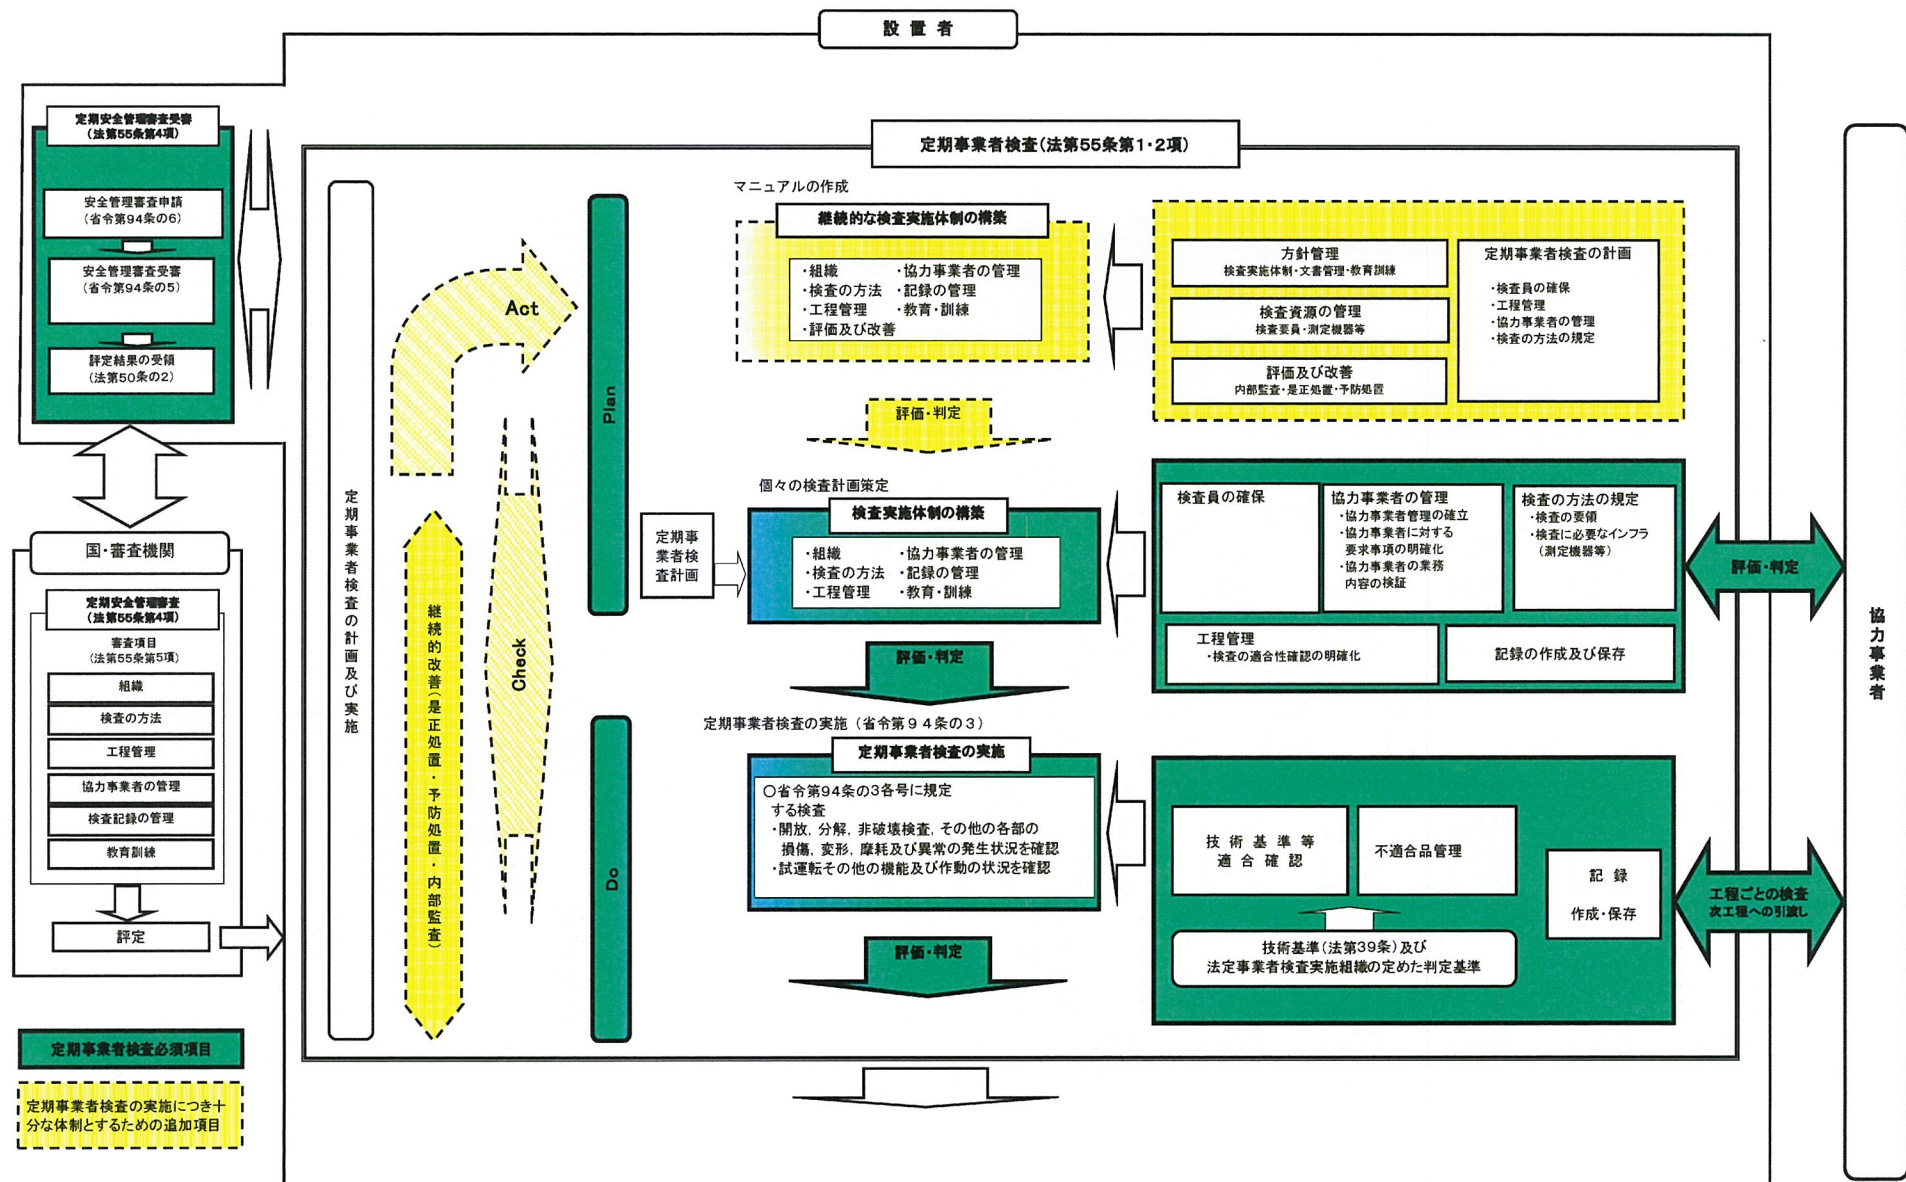 設 置 者
定期安全管理審査受審
(法第55条第4項)
安全管理審査申請
(省令第94条の6)
安全管理審査受審
(省令第94条の5)
評定結果の受領
(法第50条の2)
国・審査機関
定期安全管理審査
(法第55条第4項)
審査項目
(法第55条第5項)
組織
検査の方法
工程管理
協力事業者の管理
検査記録の管理
教育訓練
評定
定期事業者検査必須項目
定期事業者検査の実施につき十
分な体制とするための追加項目
定期事業者検査(法第55条第1・2項)
定期事業者検査の計画及び実施
Act
継続的改善(是正処置・予防処置・内部監査)
Check
Plan
Do
マニュアルの作成
継続的な検査実施体制の構築
・組織 ・協力事業者の管理
・検査の方法 ・記録の管理
・工程管理 ・教育・訓練
・評価及び改善
方針管理
検査実施体制・文書管理・教育訓練
検査資源の管理
検査要員・測定機器等
評価及び改善
内部監査・是正処置・予防処置
定期事業者検査の計画
・検査員の確保
・工程管理
・協力事業者の管理
・検査の方法の規定
評価・判定
個々の検査計画策定
定期事
業者検
査計画
検査実施体制の構築
・組織 ・協力事業者の管理
・検査の方法 ・記録の管理
・工程管理 ・教育・訓練
検査員の確保
協力事業者の管理
・協力事業者管理の確立
・協力事業者に対する
要求事項の明確化
・協力事業者の業務
内容の検証
検査の方法の規定
・検査の要領
・検査に必要なインフラ
(測定機器等)
工程管理
・検査の適合性確認の明確化
記録の作成及び保存
評価・判定
評価・判定
定期事業者検査の実施（省令第９４条の３）
定期事業者検査の実施
○省令第94条の3各号に規定
する検査
・開放, 分解, 非破壊検査, その他の各部の
損傷, 変形, 摩耗及び異常の発生状況を確認
・試運転その他の機能及び作動の状況を確認
技 術 基 準 等
適 合 確 認
不適合品管理
技術基準(法第39条)及び
法定事業者検査実施組織の定めた判定基準
記 録
作成・保存
工程ごとの検査
次工程への引渡し
評価・判定
協力事業者